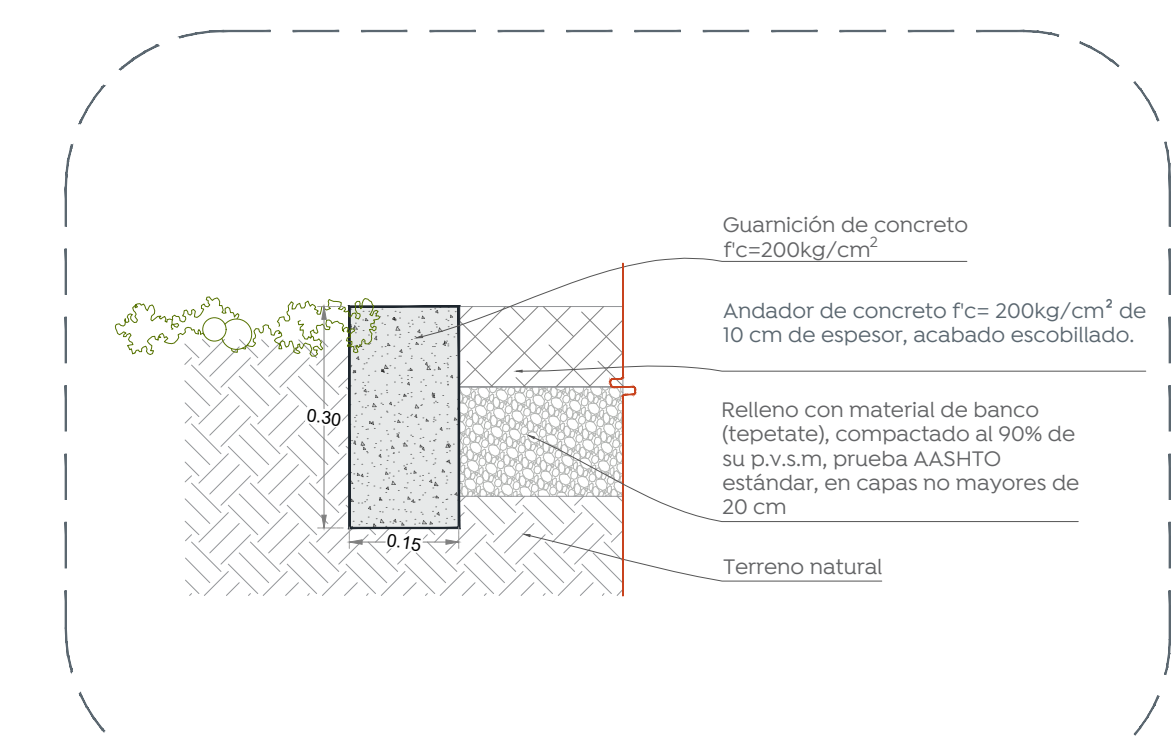 Guarnición de concreto
f'c=200kg/cm²
Andador de concreto f'c= 200kg/cm² de
10 cm de espesor, acabado escobillado.
0.30
Relleno con material de banco
(tepetate), compactado al 90% de
su p.v.s.m, prueba AASHTO
estándar, en capas no mayores de
20 cm
0.15
Terreno natural